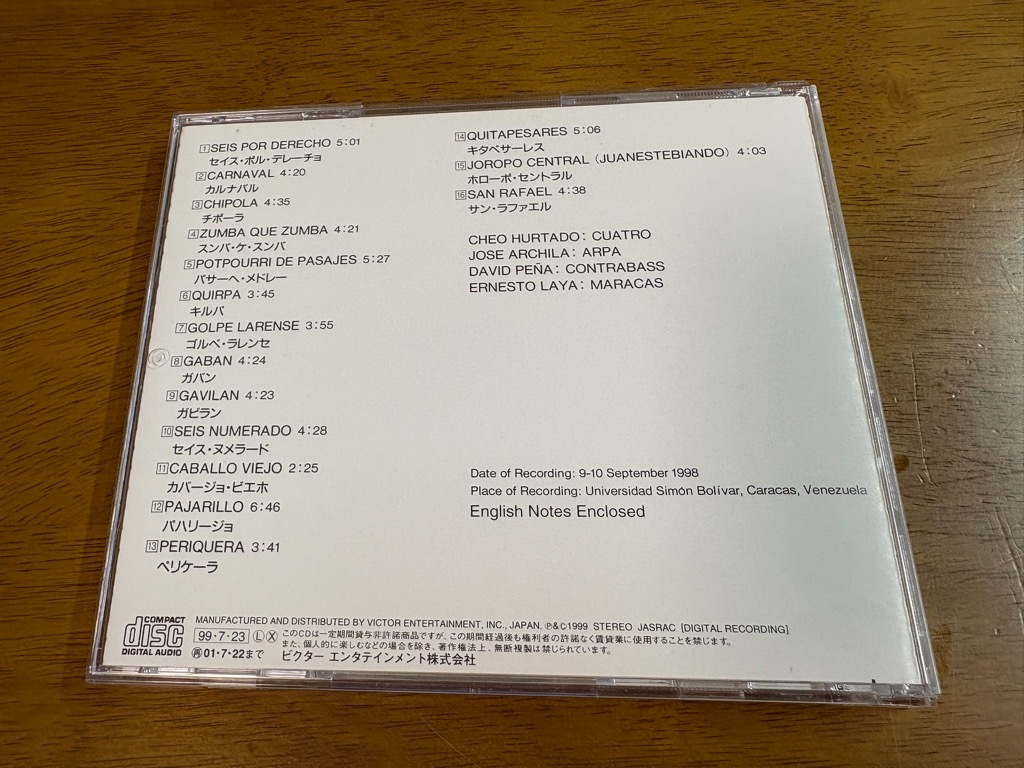 1 SEIS POR DERECHO 5:01
セイス・ポル・デレーチョ
2 CARNAVAL 4:20
カルナバル
3 CHIPOLA 4:35
チポーラ
4 ZUMBA QUE ZUMBA 4:21
スンバ・ケ・スンバ
5 POTPOURRI DE PASAJES 5:27
パサーヘ・メドレー
6 QUIRPA 3:45
キルパ
7 GOLPE LARENSE 3:55
ゴルペ・ラレンセ
8 GABAN 4:24
ガバン
9 GAVILAN 4:23
ガビラン
10 SEIS NUMERADO 4:28
セイス・ヌメラード
11 CABALLO VIEJO 2:25
カバージョ・ビエホ
12 PAJARILLO 6:46
パハリージョ
13 PERIQUERA 3:41
ペリケーラ
14 QUITAPESARES 5:06
キタペサーレス
15 JOROPO CENTRAL (JUANESTEBIANDO) 4:03
ホローポ・セントラル
16 SAN RAFAEL 4:38
サン・ラファエル
CHEO HURTADO: CUATRO
JOSE ARCHILA: ARPA
DAVID PEÑA: CONTRABASS
ERNESTO LAYA: MARACAS
Date of Recording: 9-10 September 1998
Place of Recording: Universidad Simón Bolívar, Caracas, Venezuela
English Notes Enclosed
COMPACT
disc
DIGITAL AUDIO
MANUFACTURED AND DISTRIBUTED BY VICTOR ENTERTAINMENT, INC., JAPAN. ℗&©1999 STEREO JASRAC [DIGITAL RECORDING]
99・7・23 Ⓛ Ⓧ このCDは一定期間貸与非許諾商品ですが、この期間経過後も権利者の許諾なく賃貸業に使用することを禁じます。
また、個人的に楽しむなどの場合を除き、著作権法上、無断複製は禁じられています。
再 01・7・22まで ビクター エンタテインメント株式会社